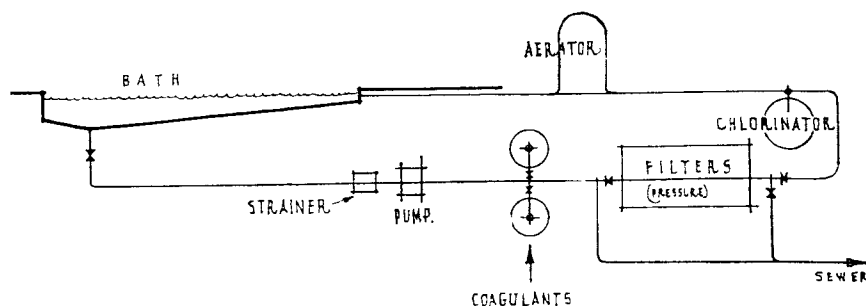 AERATOR
BATH
CHLORINATOR
FILTERS
(PRESSURE)
STRAINER
PUMP.
SEWER
COAGULANTS